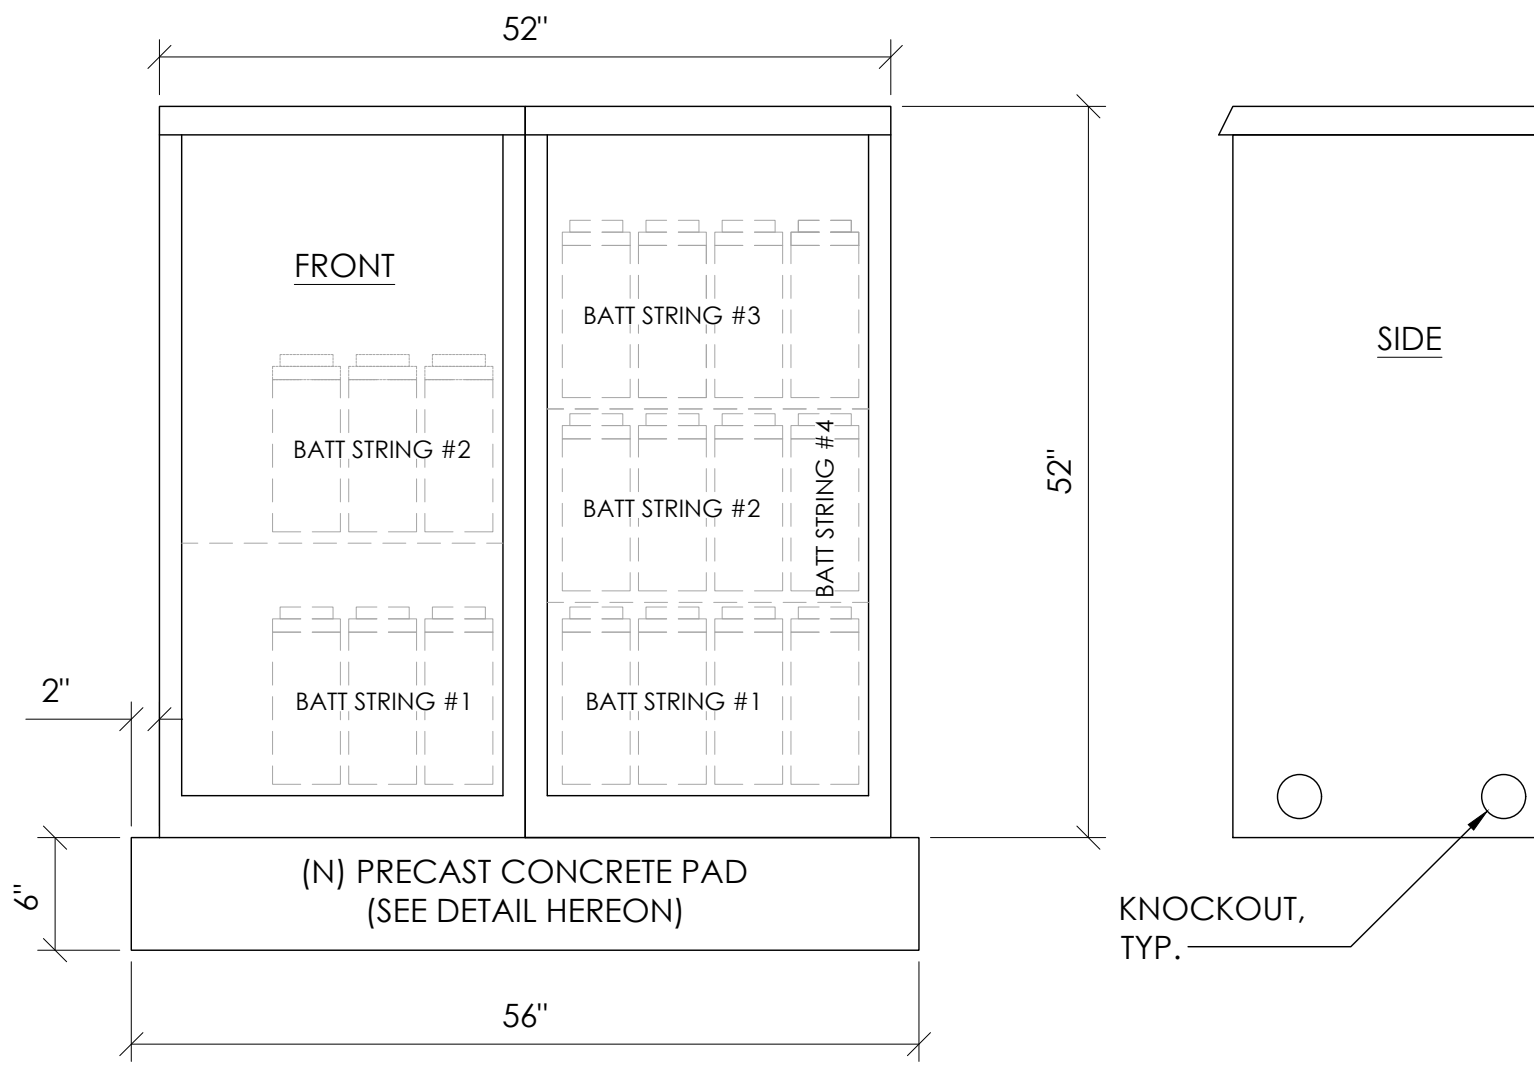 52"
FRONT
BATT STRING #3
SIDE
BATT STRING #2
BATT STRING #2
BATT STRING #4
52"
BATT STRING #1
BATT STRING #1
2"
6"
(N) PRECAST CONCRETE PAD
(SEE DETAIL HEREON)
KNOCKOUT,
TYP.
56"